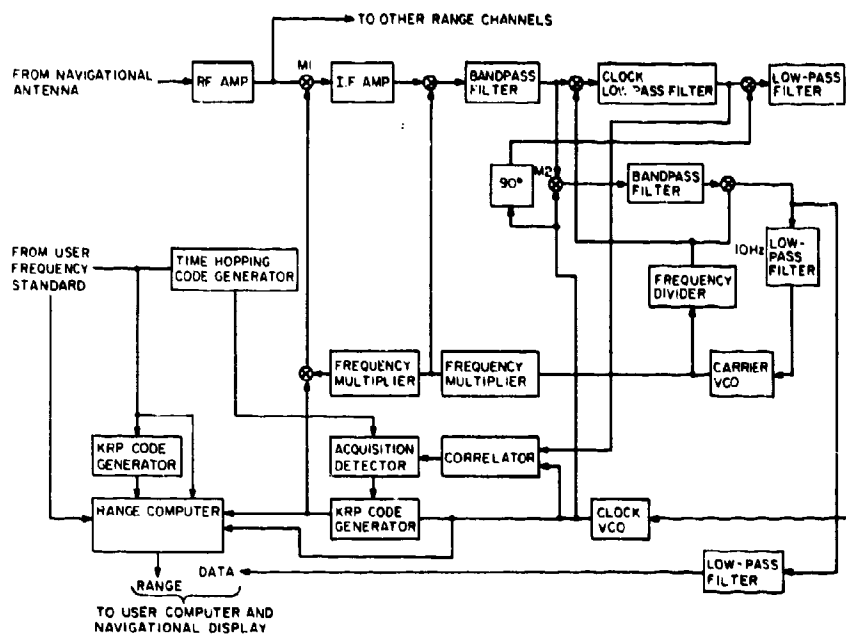 TO OTHER RANGE CHANNELS
FROM NAVIGATIONAL
ANTENNA
RF AMP
M1
I.F AMP
BANDPASS
FILTER
CLOCK
LOW-PASS FILTER
LOW-PASS
FILTER
90°
M2
BANDPASS
FILTER
FROM USER
FREQUENCY
STANDARD
TIME HOPPING
CODE GENERATOR
10Hz
LOW-
PASS
FILTER
FREQUENCY
DIVIDER
FREQUENCY
MULTIPLIER
FREQUENCY
MULTIPLIER
CARRIER
VCO
KRP CODE
GENERATOR
ACQUISITION
DETECTOR
CORRELATOR
RANGE COMPUTER
KRP CODE
GENERATOR
CLOCK
VCO
LOW-PASS
FILTER
DATA
RANGE
TO USER COMPUTER AND
NAVIGATIONAL DISPLAY